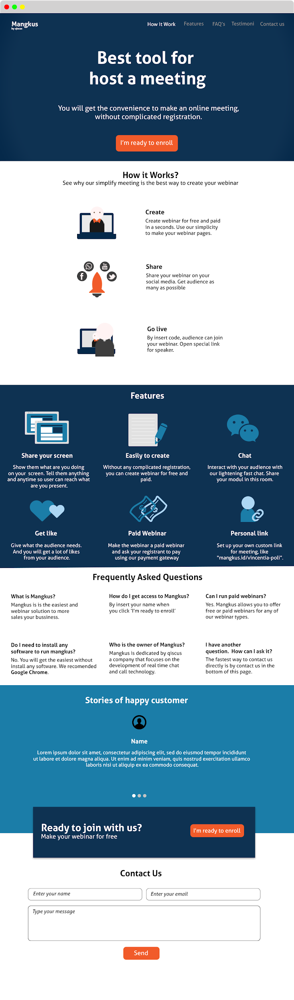 Mangkus
by qiscus
How it Work
Features
FAQ's
Testimoni
Contact us
Best tool for
host a meeting
You will get the convenience to make an online meeting,
without complicated registration.
I'm ready to enroll
How it Works?
See why our simplify meeting is the best way to create your webinar
Create
Create webinar for free and paid
in a seconds. Use our simplicity
to make your webinar pages.
You
Tube
Share
Share your webinar on your
social media. Get audience as
many as possible
Go live
By insert code, audience can join
your webinar. Open special link
for speaker.
Features
Share your screen
Show them what are you doing
on your  screen. Tell them anything
and anytime so user can reach what
are you present.
Easily to create
Without any complicated registration,
you can create webinar for free and
paid.
Chat
Interact with your audience with
our lightening fast chat. Share
your modul in this room.
Get like
Give what the audience needs.
And you will get a lot of likes
from your audience.
Paid Webinar
Make the webinar a paid webinar
and ask your registrant to pay
using our payment gateway
Personal link
Set up your own custom link
for meeting, like
"mangkus.id/vincentia-poli”.
Frequently Asked Questions
What is Mangkus?
Mangkus is is the easiest and
webinar solution to more
sales your bussiness.
How do I get access to Mangkus?
By insert your name when
you click ‘I’m ready to enroll’
Can I run paid webinars?
Yes. Mangkus allows you to offer
free or paid webinars for any of
our webinar types.
Do I need to install any
software to run mangkus?
No. You will get the easiest without
install any software. We recomended
Google Chrome.
Who is the owner of Mangkus?
Mangkus is dedicated by qiscus
a company that focuses on the
development of real time chat
and call technology.
I have another
question.  How can I ask it?
The fastest way to contact us
directly is by contact us in the
bottom of this page.
Stories of happy customer
Name
Lorem ipsum dolor sit amet, consectetur adipiscing elit, sed do eiusmod tempor incididunt
ut labore et dolore magna aliqua. Ut enim ad minim veniam, quis nostrud exercitation ullamco
laboris nisi ut aliquip ex ea commodo consequat.
Ready to join with us?
Make your webinar for free
I'm ready to enroll
Contact Us
Enter your name
Enter your email
Type your message
Send